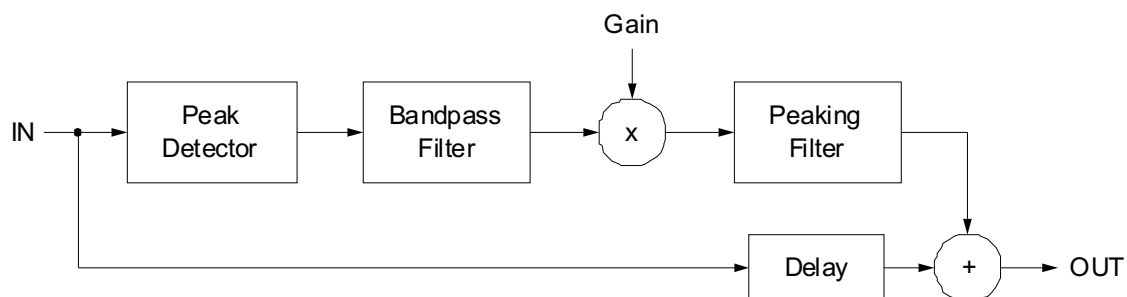 Gain
IN
Peak
Detector
Bandpass
Filter
x
Peaking
Filter
Delay
+
OUT